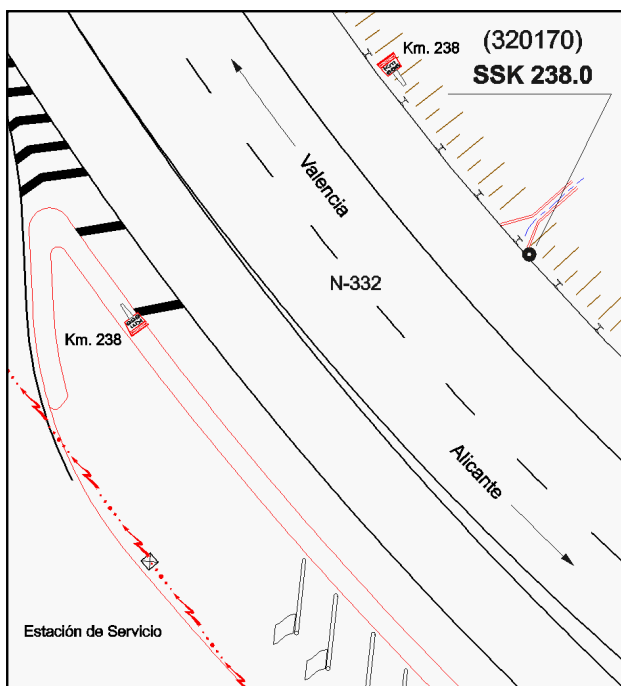 Km. 238
(320170)
SSK 238.0
Valencia
N-332
Km. 238
Alicante
Estación de Servicio